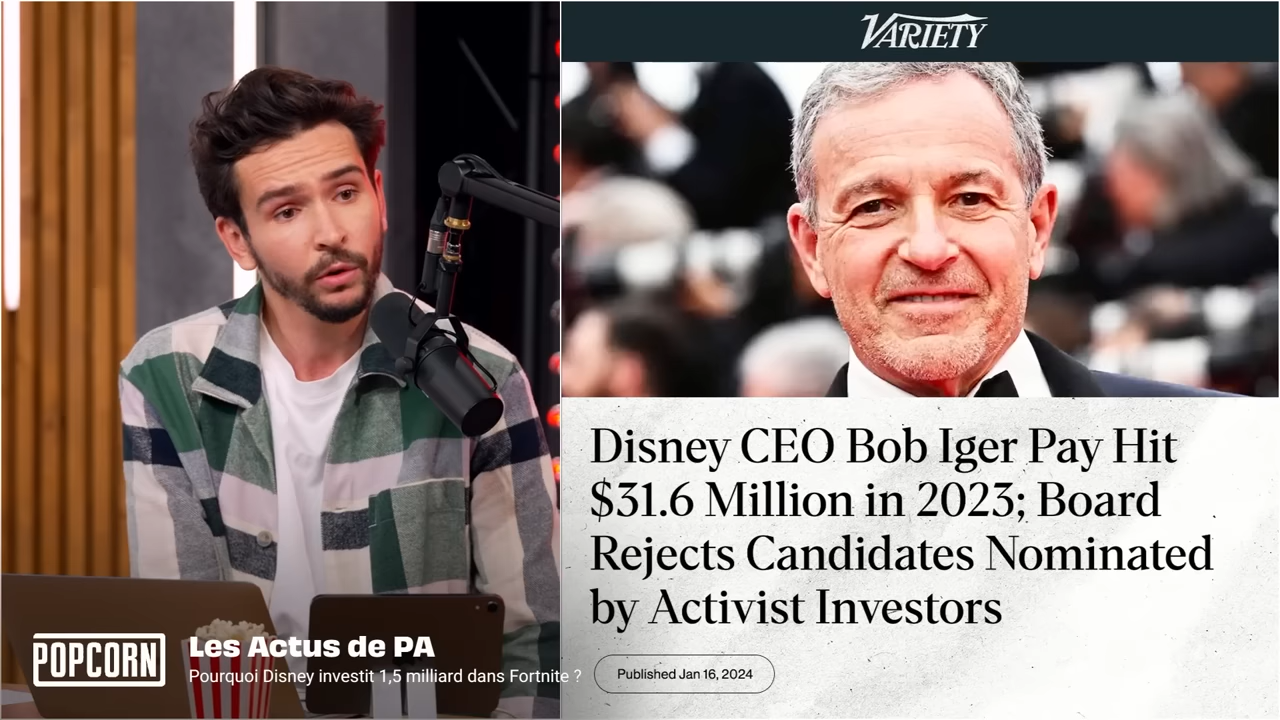 VARIETY
Disney CEO Bob Iger Pay Hit
$31.6 Million in 2023; Board
Rejects Candidates Nominated
by Activist Investors
Published Jan 16, 2024
POPCORN
Les Actus de PA
Pourquoi Disney investit 1,5 milliard dans Fortnite ?